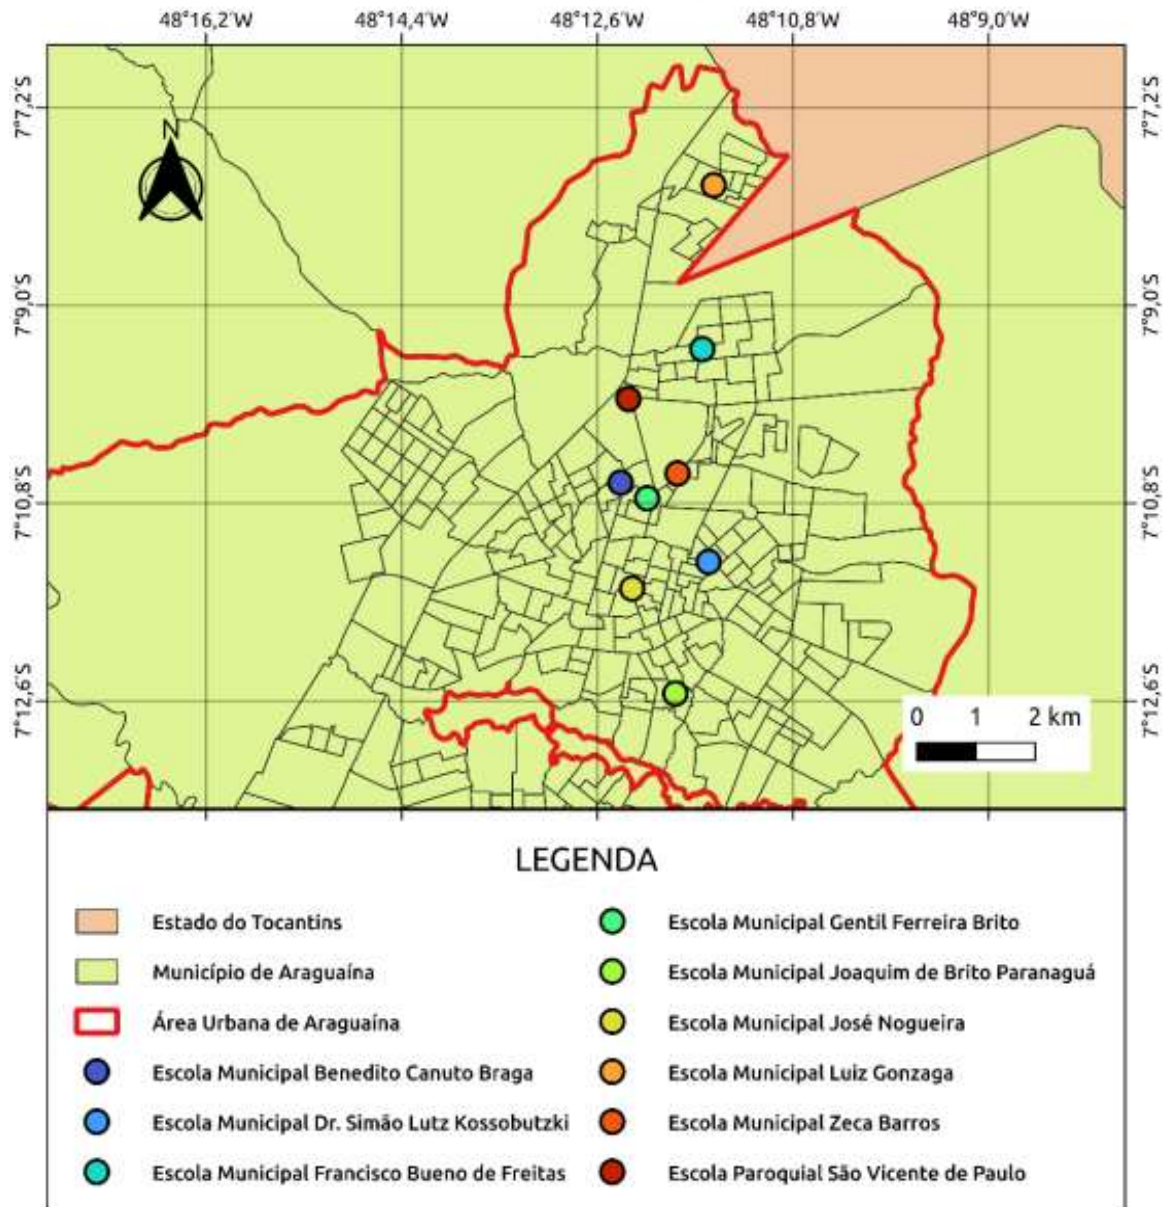 48°16,2'W 48°14,4'W 48°12,6'W 48°10,8'W 48°9,0'W
7°7,2'S 7°7,2'S
N
7°9,0'S 7°9,0'S
7°10,8'S 7°10,8'S
7°12,6'S 7°12,6'S
0 1 2 km
LEGENDA
Estado do Tocantins
Município de Araguaína
Área Urbana de Araguaína
Escola Municipal Benedito Canuto Braga
Escola Municipal Dr. Simão Lutz Kossobutzki
Escola Municipal Francisco Bueno de Freitas
Escola Municipal Gentil Ferreira Brito
Escola Municipal Joaquim de Brito Paranaguá
Escola Municipal José Nogueira
Escola Municipal Luiz Gonzaga
Escola Municipal Zeca Barros
Escola Paroquial São Vicente de Paulo